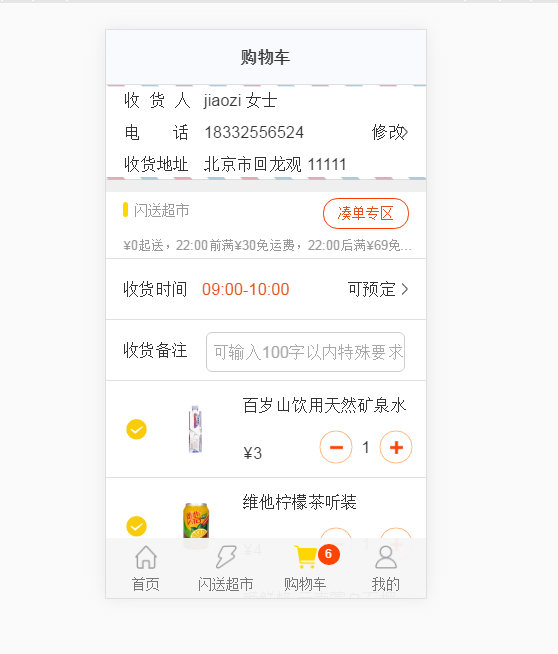 购物车
收 货 人 jiaozi 女士
电 话 18332556524 修改
收货地址 北京市回龙观 11111
闪送超市 凑单专区
¥0起送，22:00前满¥30免运费，22:00后满¥69免...
收货时间 09:00-10:00 可预定
收货备注 可输入100字以内特殊要求
百岁山饮用天然矿泉水
¥3 1
维他柠檬茶听装
¥4 1
6
首页 闪送超市 购物车 我的